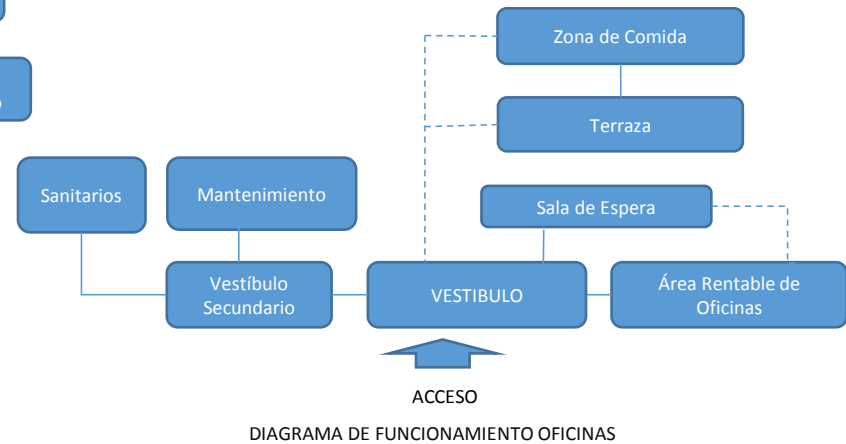 Zona de Comida
Terraza
Sanitarios
Mantenimiento
Sala de Espera
Vestíbulo
Secundario
VESTIBULO
Área Rentable de
Oficinas
ACCESO
DIAGRAMA DE FUNCIONAMIENTO OFICINAS